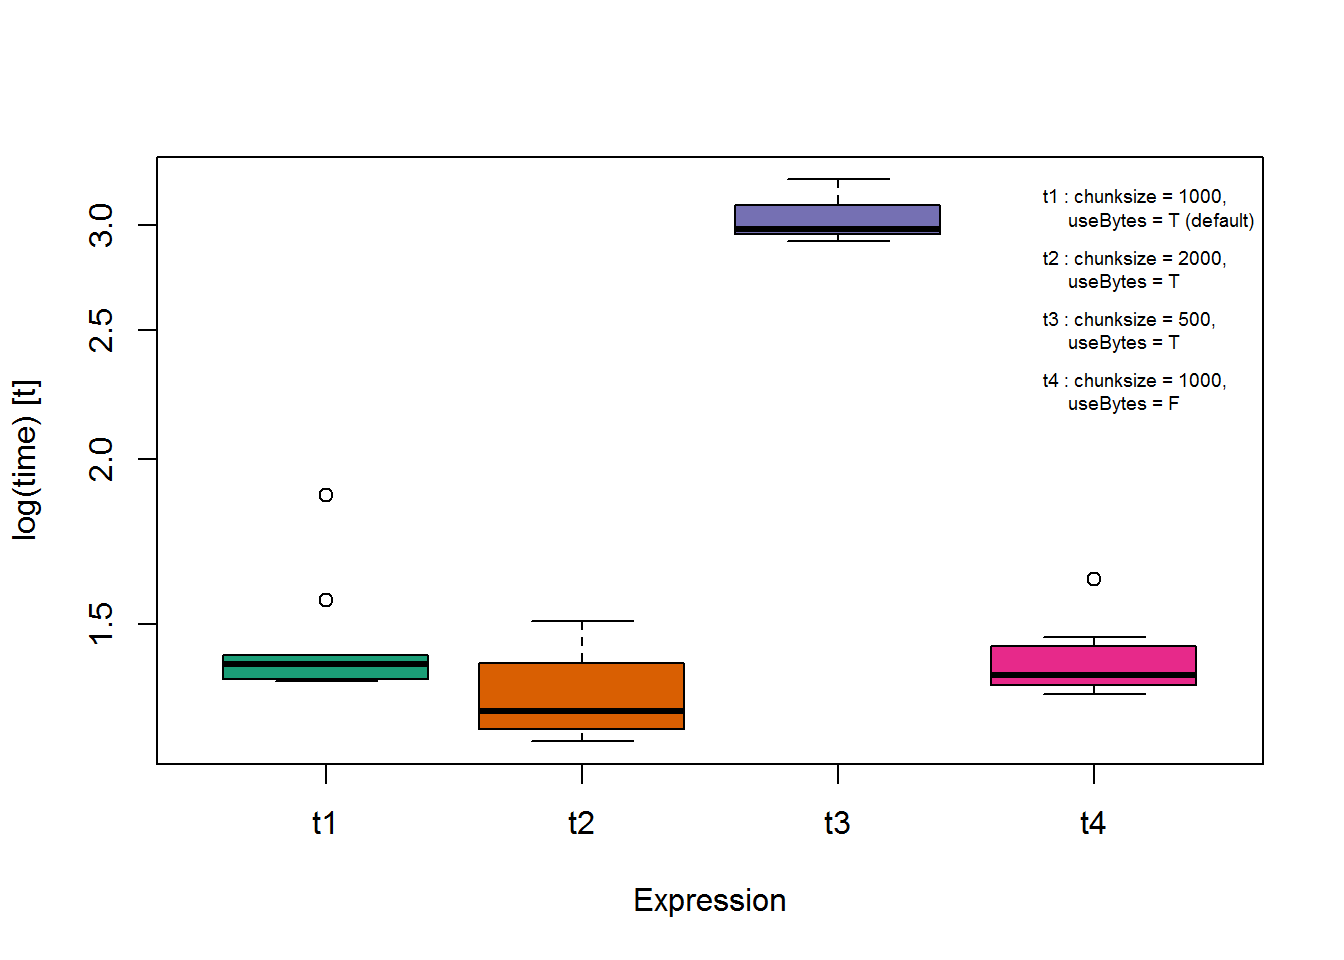 t1 : chunksize = 1000,
useBytes = T (default)
t2 : chunksize = 2000,
useBytes = T
t3 : chunksize = 500,
useBytes = T
t4 : chunksize = 1000,
useBytes = F
log(time) [t]
3.0
2.5
2.0
1.5
t1
t2
t3
t4
Expression